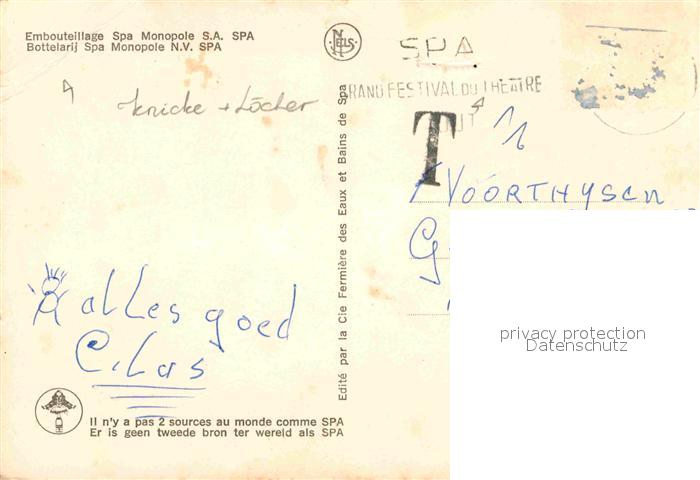 Embouteillage Spa Monopole S.A. SPA
Bottelarij Spa Monopole N.V. SPA
NELS
SPA
RAND FESTIVAL DU THEATRE
T
knicke + Löcher
Edité par la Cie Fermière des Eaux et Bains de Spa
alles goed
C. Las
privacy protection
Datenschutz
Il n'y a pas 2 sources au monde comme SPA
Er is geen tweede bron ter wereld als SPA